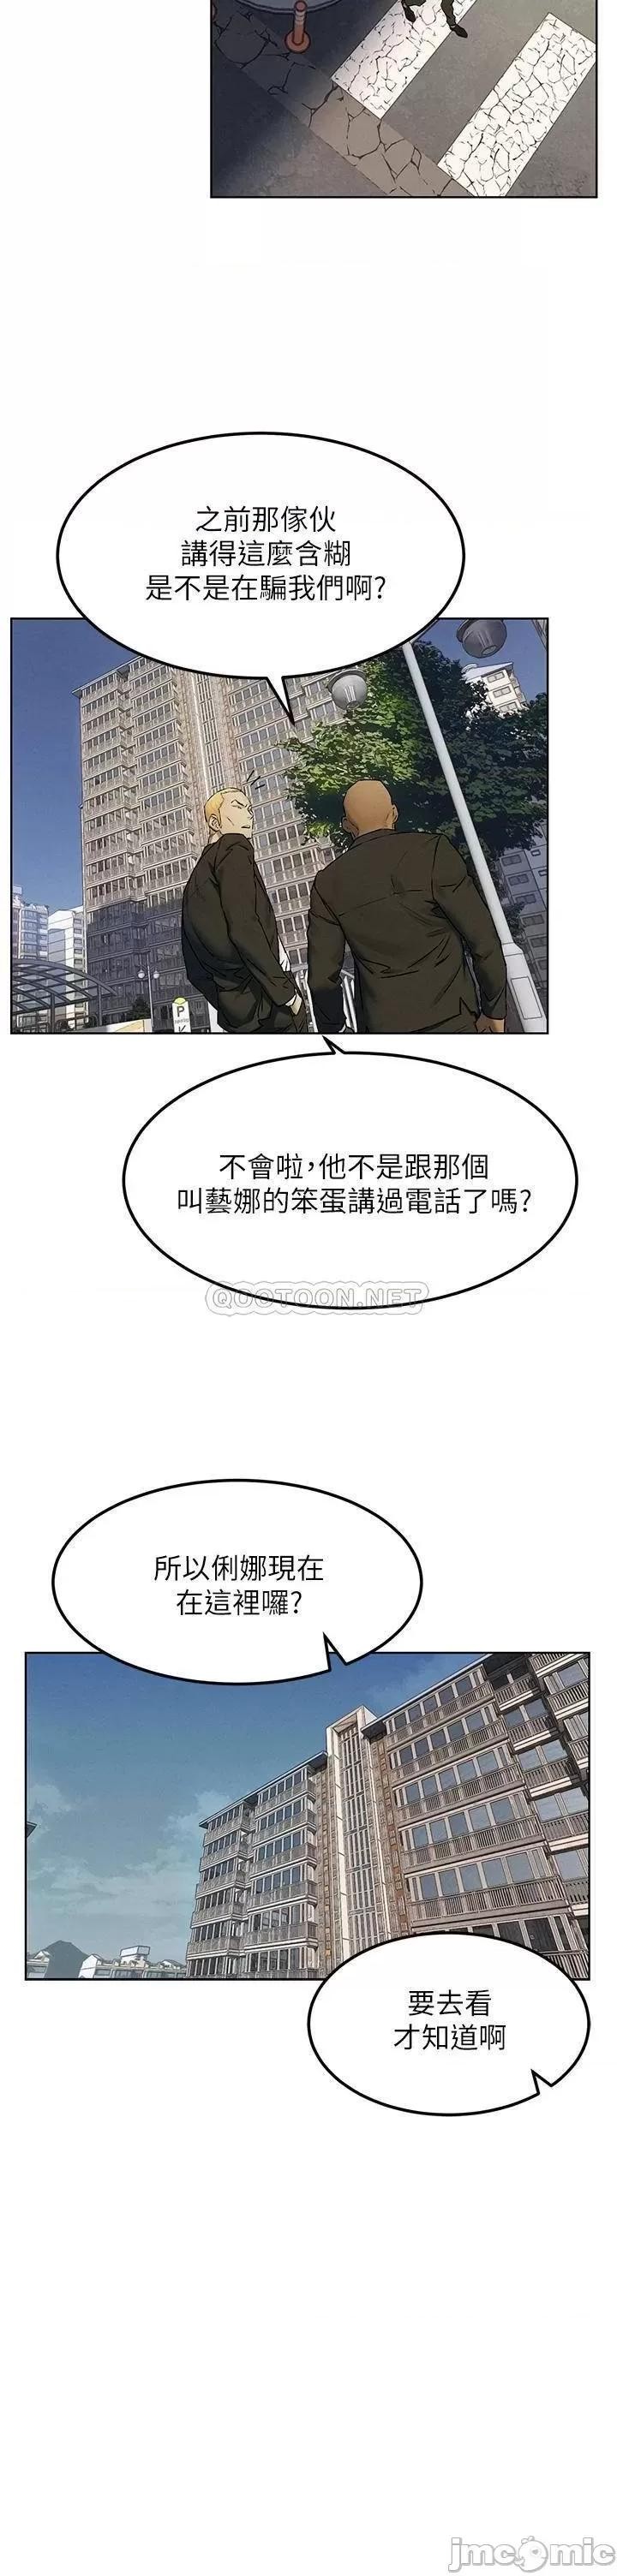 之前那傢伙
講得這麼含糊
是不是在騙我們啊?
P
不會啦,他不是跟那個
叫藝娜的笨蛋講過電話了嗎?
QOOTOON.NET
所以俐娜現在
在這裡囉?
要去看
才知道啊
jmcomic